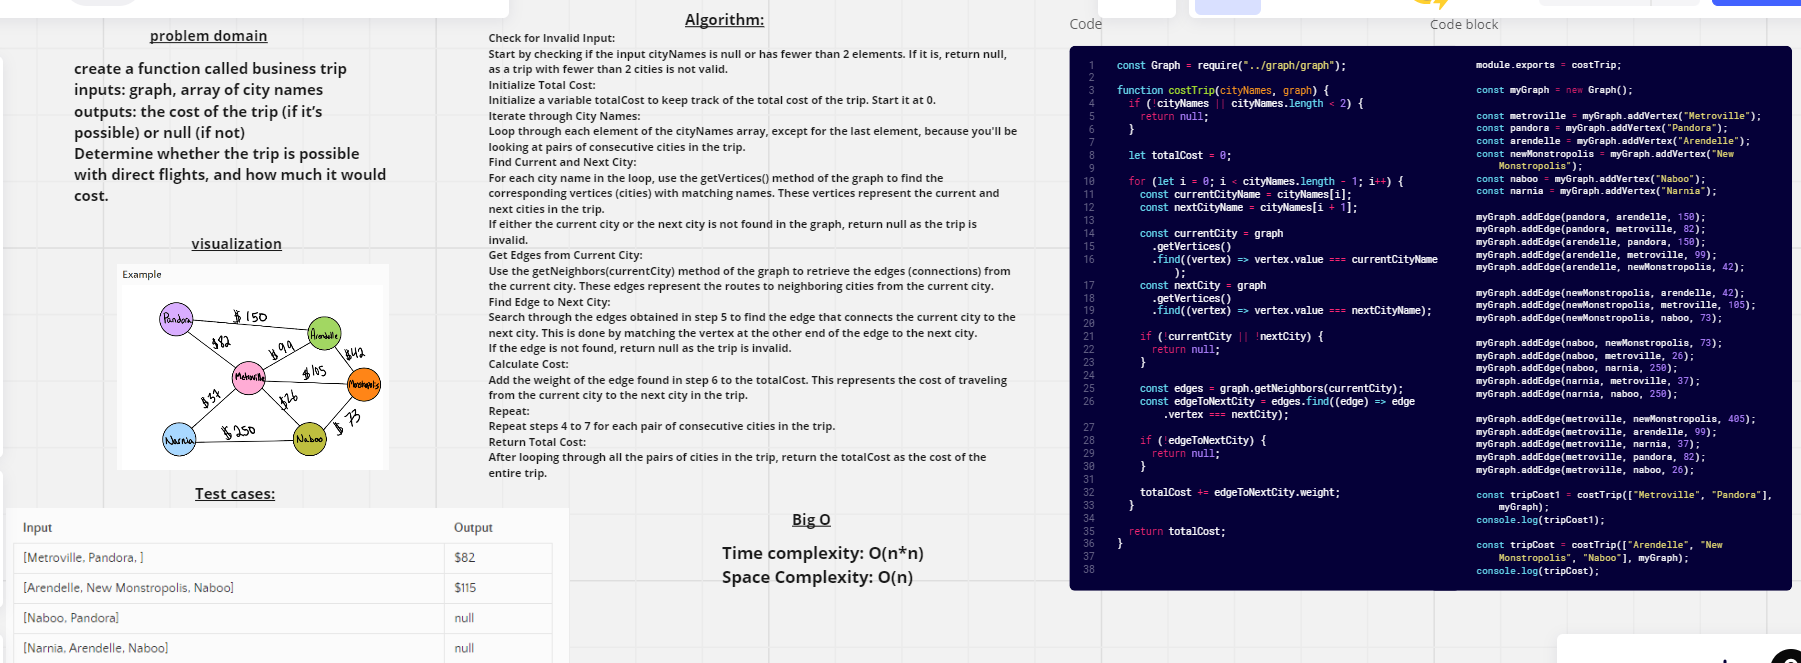 problem domain
create a function called business trip
inputs: graph, array of city names
outputs: the cost of the trip (if it's
possible) or null (if not)
Determine whether the trip is possible
with direct flights, and how much it would
cost.
visualization
Example
Pandora
$150
Arendelle
$82
$99
$42
Metroville
$105
Monstropolis
$37
$26
$73
Narnia
$250
Naboo
Test cases:
Input Output
[Metroville, Pandora, ] $82
[Arendelle, New Monstropolis, Naboo] $115
[Naboo, Pandora] null
[Narnia, Arendelle, Naboo] null
Algorithm:
Check for Invalid Input:
Start by checking if the input cityNames is null or has fewer than 2 elements. If it is, return null,
as a trip with fewer than 2 cities is not valid.
Initialize Total Cost:
Initialize a variable totalCost to keep track of the total cost of the trip. Start it at 0.
Iterate through City Names:
Loop through each element of the cityNames array, except for the last element, because you'll be
looking at pairs of consecutive cities in the trip.
Find Current and Next City:
For each city name in the loop, use the getVertices() method of the graph to find the
corresponding vertices (cities) with matching names. These vertices represent the current and
next cities in the trip.
If either the current city or the next city is not found in the graph, return null as the trip is
invalid.
Get Edges from Current City:
Use the getNeighbors(currentCity) method of the graph to retrieve the edges (connections) from
the current city. These edges represent the routes to neighboring cities from the current city.
Find Edge to Next City:
Search through the edges obtained in step 5 to find the edge that connects the current city to the
next city. This is done by matching the vertex at the other end of the edge to the next city.
If the edge is not found, return null as the trip is invalid.
Calculate Cost:
Add the weight of the edge found in step 6 to the totalCost. This represents the cost of traveling
from the current city to the next city in the trip.
Repeat:
Repeat steps 4 to 7 for each pair of consecutive cities in the trip.
Return Total Cost:
After looping through all the pairs of cities in the trip, return the totalCost as the cost of the
entire trip.
Big O
Time complexity: O(n*n)
Space Complexity: O(n)
Code
1 const Graph = require("../graph/graph");
2
3 function costTrip(cityNames, graph) {
4 if (!cityNames || cityNames.length < 2) {
5 return null;
6 }
7
8 let totalCost = 0;
9
10 for (let i = 0; i < cityNames.length - 1; i++) {
11 const currentCityName = cityNames[i];
12 const nextCityName = cityNames[i + 1];
13
14 const currentCity = graph
15 .getVertices()
16 .find((vertex) => vertex.value === currentCityName
);
17 const nextCity = graph
18 .getVertices()
19 .find((vertex) => vertex.value === nextCityName);
20
21 if (!currentCity || !nextCity) {
22 return null;
23 }
24
25 const edges = graph.getNeighbors(currentCity);
26 const edgeToNextCity = edges.find((edge) => edge
.vertex === nextCity);
27
28 if (!edgeToNextCity) {
29 return null;
30 }
31
32 totalCost += edgeToNextCity.weight;
33 }
34
35 return totalCost;
36 }
37
38
Code block
module.exports = costTrip;
const myGraph = new Graph();
const metroville = myGraph.addVertex("Metroville");
const pandora = myGraph.addVertex("Pandora");
const arendelle = myGraph.addVertex("Arendelle");
const newMonstropolis = myGraph.addVertex("New
Monstropolis");
const naboo = myGraph.addVertex("Naboo");
const narnia = myGraph.addVertex("Narnia");
myGraph.addEdge(pandora, arendelle, 150);
myGraph.addEdge(pandora, metroville, 82);
myGraph.addEdge(arendelle, pandora, 150);
myGraph.addEdge(arendelle, metroville, 99);
myGraph.addEdge(arendelle, newMonstropolis, 42);
myGraph.addEdge(newMonstropolis, arendelle, 42);
myGraph.addEdge(newMonstropolis, metroville, 105);
myGraph.addEdge(newMonstropolis, naboo, 73);
myGraph.addEdge(naboo, newMonstropolis, 73);
myGraph.addEdge(naboo, metroville, 26);
myGraph.addEdge(naboo, narnia, 250);
myGraph.addEdge(narnia, metroville, 37);
myGraph.addEdge(narnia, naboo, 250);
myGraph.addEdge(metroville, newMonstropolis, 405);
myGraph.addEdge(metroville, arendelle, 99);
myGraph.addEdge(metroville, narnia, 37);
myGraph.addEdge(metroville, pandora, 82);
myGraph.addEdge(metroville, naboo, 26);
const tripCost1 = costTrip(["Metroville", "Pandora"],
myGraph);
console.log(tripCost1);
const tripCost = costTrip(["Arendelle", "New
Monstropolis", "Naboo"], myGraph);
console.log(tripCost);